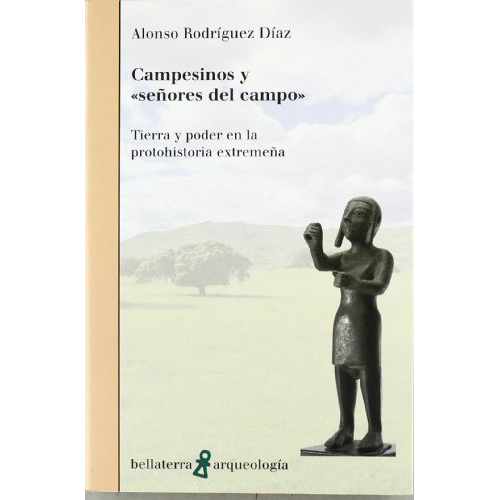 Alonso Rodríguez Díaz
Campesinos y
«señores del campo»
Tierra y poder en la
protohistoria extremeña
bellaterra arqueología